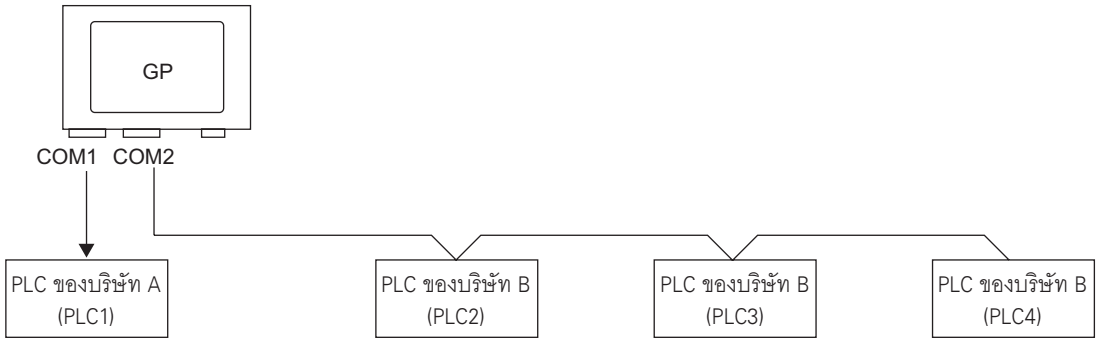 GP
COM1 COM2
PLC ของบริษัท A
(PLC1)
PLC ของบริษัท B
(PLC2)
PLC ของบริษัท B
(PLC3)
PLC ของบริษัท B
(PLC4)